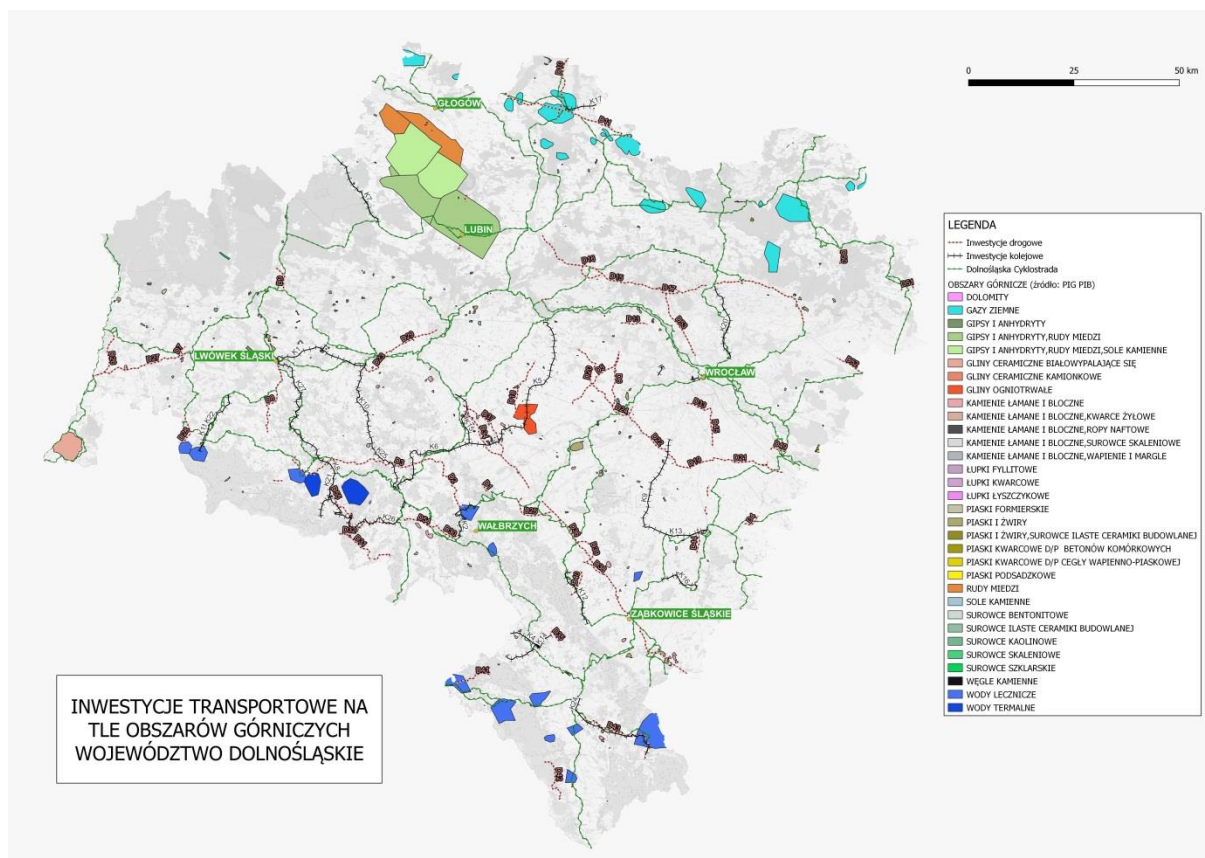 0 25 50 km
GŁOGÓW
K17
LUBIN
LWÓWEK ŚLĄSKI
WROCŁAW
K5
K6
K9
K13
WAŁBRZYCH
ZĄBKOWICE ŚLĄSKIE
LEGENDA
Inwestycje drogowe
Inwestycje kolejowe
Dolnośląska Cyklostrada
OBSZARY GÓRNICZE (źródło: PIG PIB)
DOLOMITY
GAZY ZIEMNE
GIPSY I ANHYDRYTY
GIPSY I ANHYDRYTY,RUDY MIEDZI
GIPSY I ANHYDRYTY,RUDY MIEDZI,SOLE KAMIENNE
GLINY CERAMICZNE BIAŁOWYPALAJĄCE SIĘ
GLINY CERAMICZNE KAMIONKOWE
GLINY OGNIOTRWAŁE
KAMIENIE ŁAMANE I BLOCZNE
KAMIENIE ŁAMANE I BLOCZNE,KWARCE ŻYŁOWE
KAMIENIE ŁAMANE I BLOCZNE,ROPY NAFTOWE
KAMIENIE ŁAMANE I BLOCZNE,SUROWCE SKALENIOWE
KAMIENIE ŁAMANE I BLOCZNE,WAPIENIE I MARGLE
ŁUPKI FYLLITOWE
ŁUPKI KWARCOWE
ŁUPKI ŁYSZCZYKOWE
PIASKI FORMIERSKIE
PIASKI I ŻWIRY
PIASKI I ŻWIRY,SUROWCE ILASTE CERAMIKI BUDOWLANEJ
PIASKI KWARCOWE D/P BETONÓW KOMÓRKOWYCH
PIASKI KWARCOWE D/P CEGŁY WAPIENNO-PIASKOWEJ
PIASKI PODSADZKOWE
RUDY MIEDZI
SOLE KAMIENNE
SUROWCE BENTONITOWE
SUROWCE ILASTE CERAMIKI BUDOWLANEJ
SUROWCE KAOLINOWE
SUROWCE SKALENIOWE
SUROWCE SZKLARSKIE
WĘGLE KAMIENNE
WODY LECZNICZE
WODY TERMALNE
INWESTYCJE TRANSPORTOWE NA
TLE OBSZARÓW GÓRNICZYCH
WOJEWÓDZTWO DOLNOŚLĄSKIE